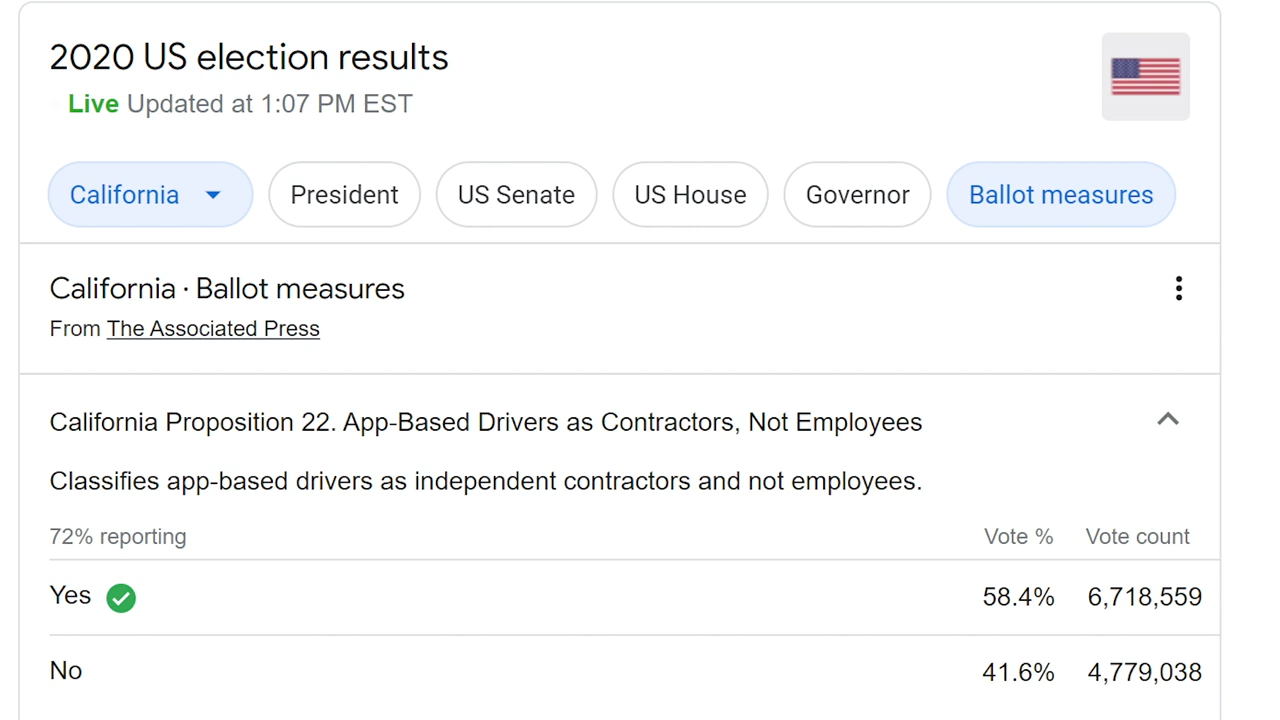 2020 US election results
Live Updated at 1:07 PM EST
California President US Senate US House Governor Ballot measures
California · Ballot measures
From The Associated Press
California Proposition 22. App-Based Drivers as Contractors, Not Employees
Classifies app-based drivers as independent contractors and not employees.
72% reporting Vote % Vote count
Yes 58.4% 6,718,559
No 41.6% 4,779,038